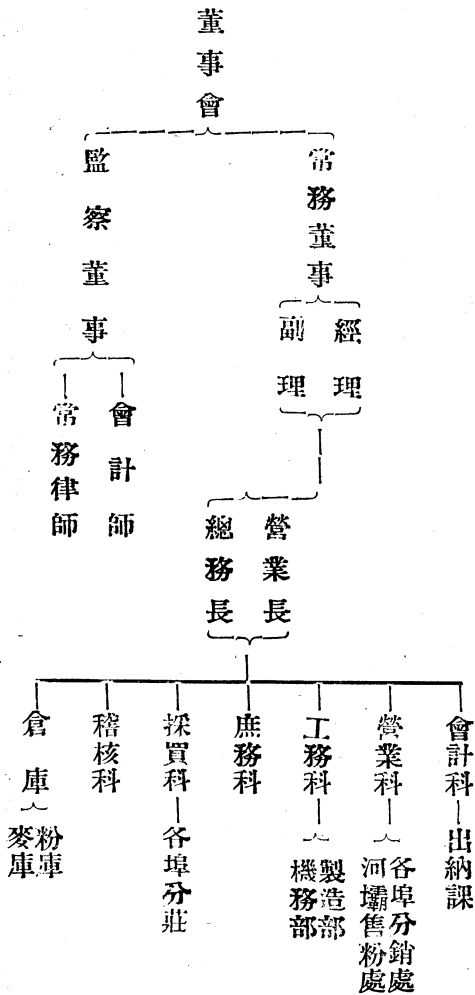 董事會
常務董事
監察董事
經理
副理
會計師
常務律師
營業長
總務長
會計科
出納課
營業科
各埠分銷處
河壩售粉處
工務科
製造部
機務部
庶務科
採買科
各埠分莊
稽核科
倉庫
粉庫
麥庫